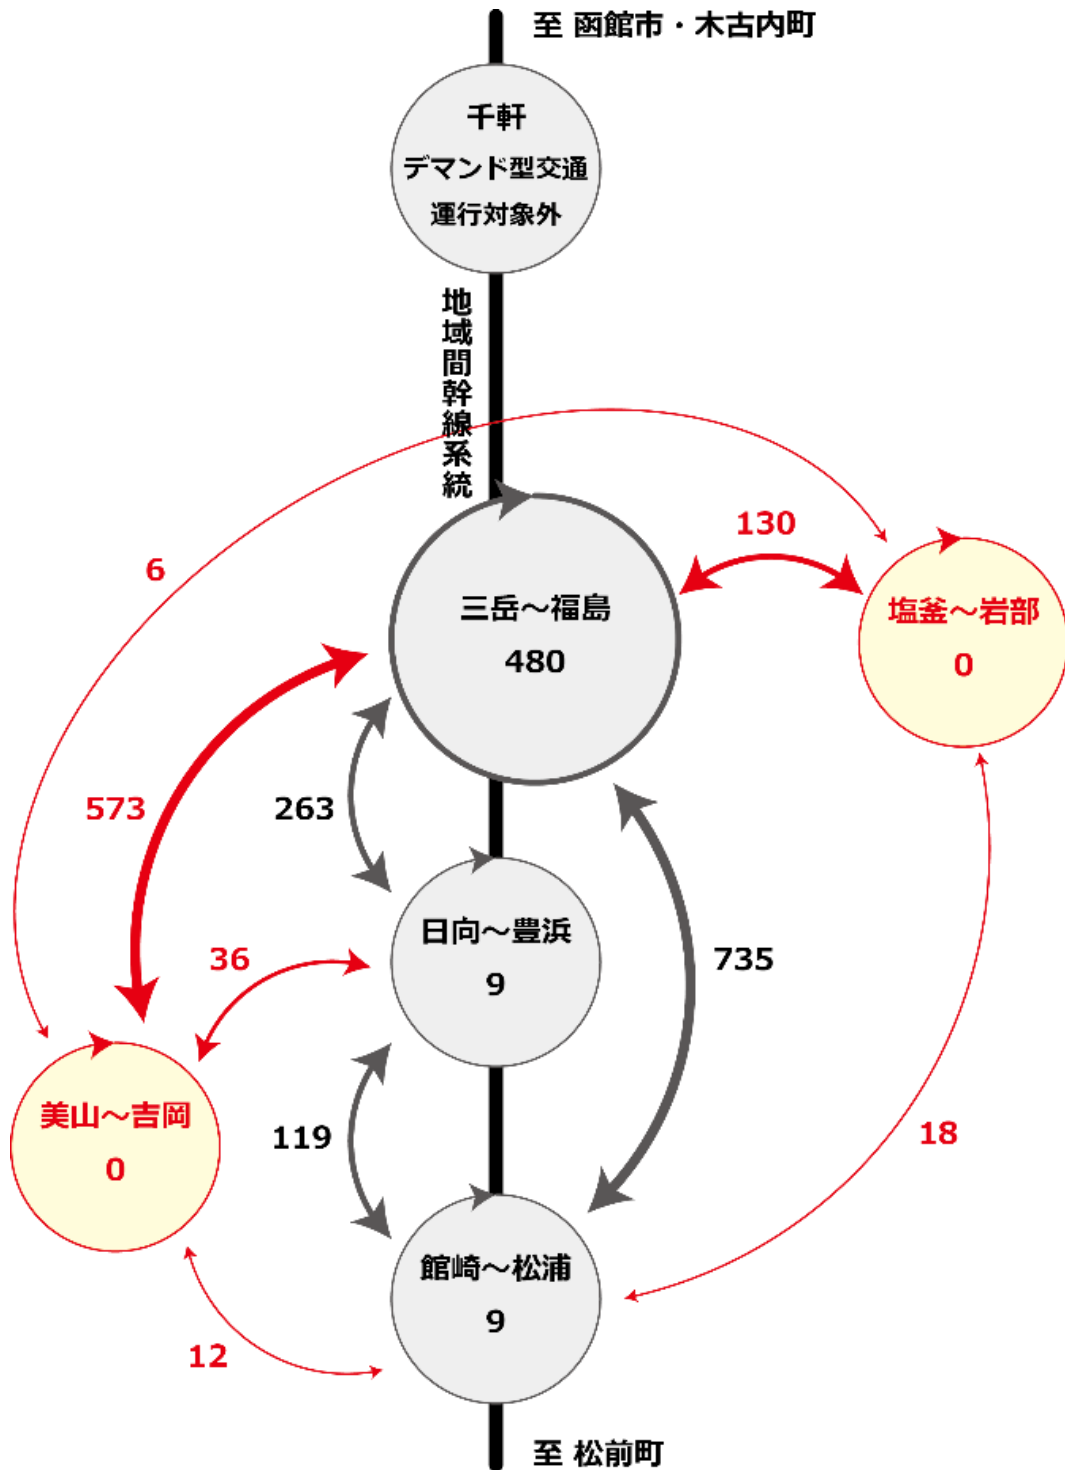 至 函館市・木古内町
千軒
デマンド型交通
運行対象外
地域間幹線系統
6
130
三岳～福島
480
塩釜～岩部
0
573
263
日向～豊浜
9
36
735
美山～吉岡
0
119
18
館崎～松浦
9
12
至 松前町